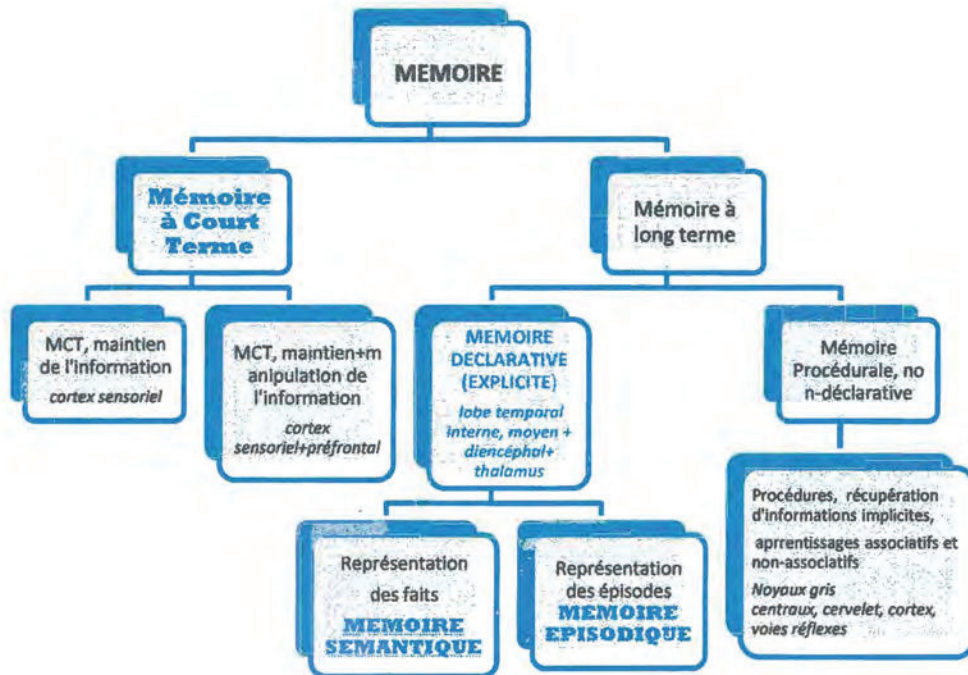 MEMOIRE
Mémoire
à Court
Terme
Mémoire à
long terme
MCT, maintien
de l'information
cortex sensoriel
MCT, maintien+m
anipulation de
l'information
cortex
sensoriel+préfrontal
MEMOIRE
DECLARATIVE
(EXPLICITE)
lobe temporal
interne, moyen +
diencéphal+
thalamus
Mémoire
Procédurale, no
n-déclarative
Représentation
des faits
MEMOIRE
SEMANTIQUE
Représentation
des épisodes
MEMOIRE
EPISODIQUE
Procédures, récupération
d'informations implicites,
aprentissages associatifs et
non-associatifs
Noyaux gris
centraux, cervelet, cortex,
voies réflexes